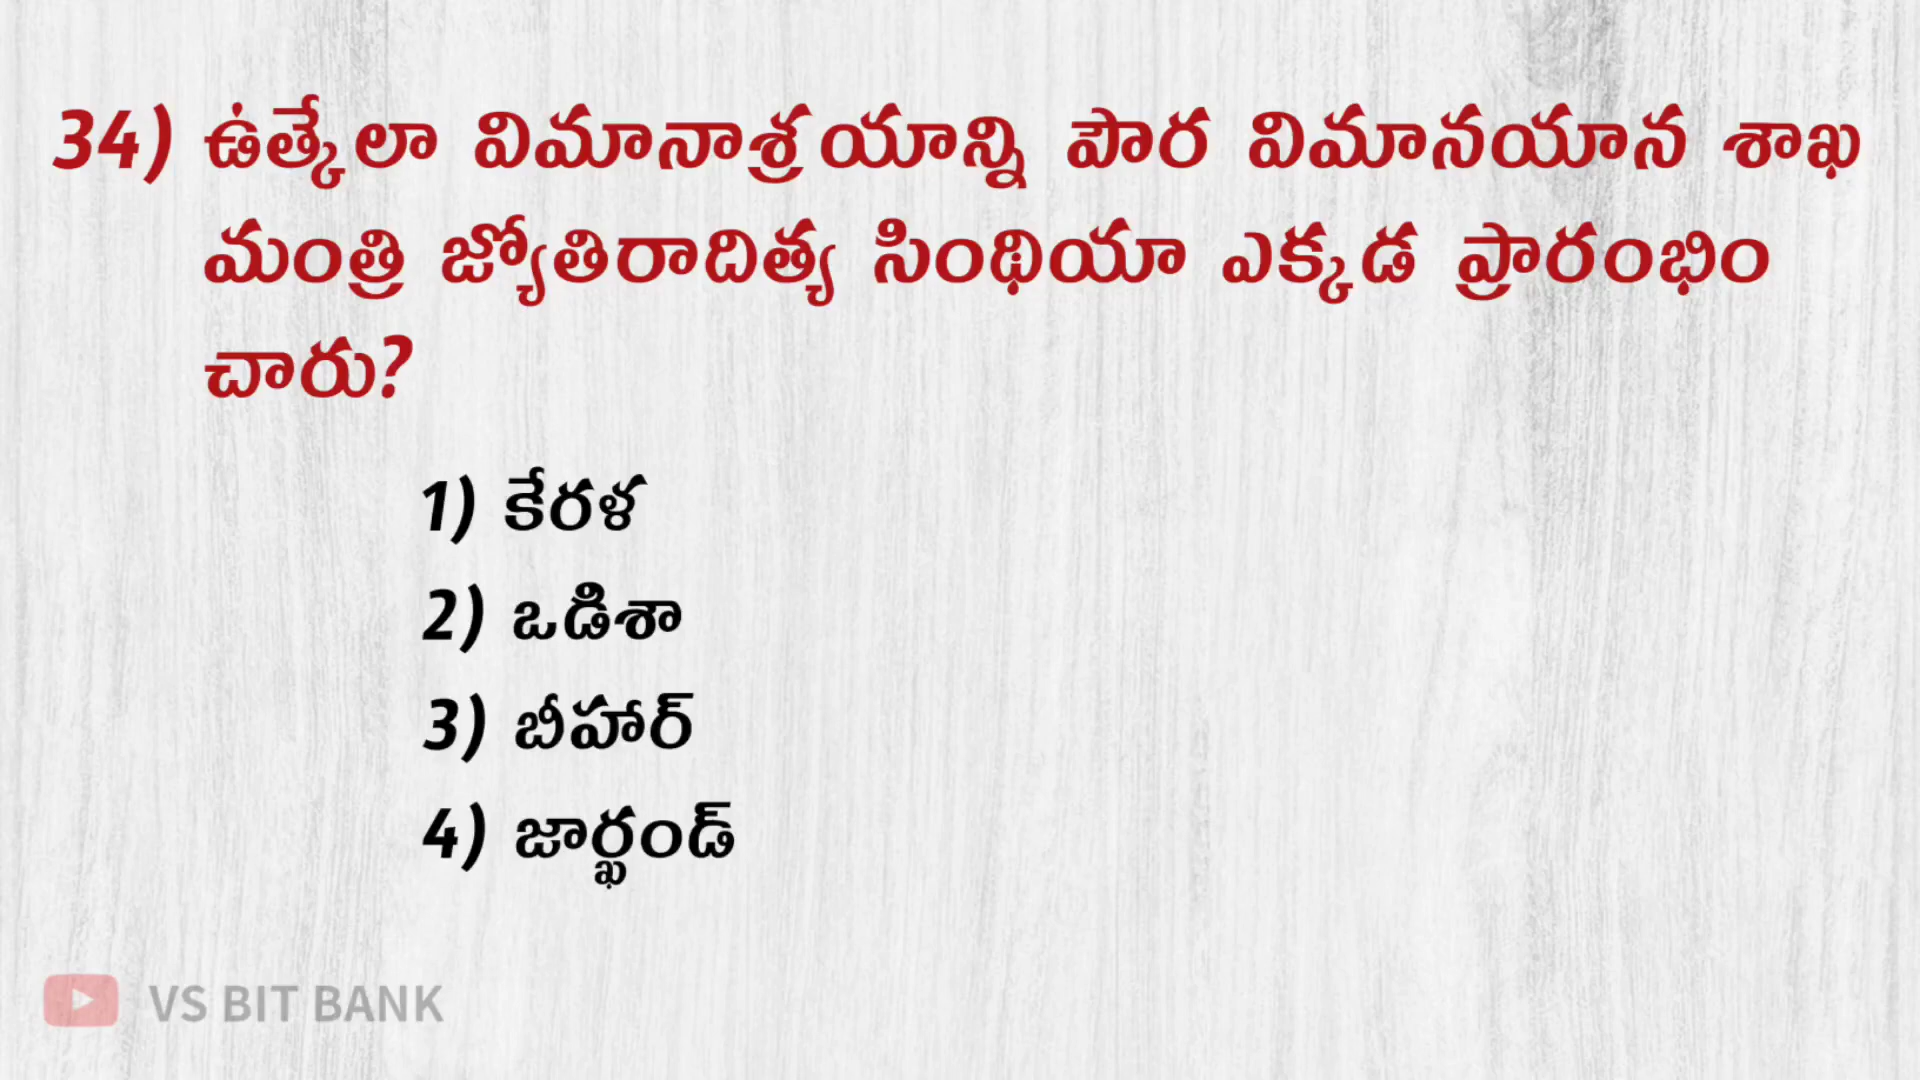 34) ఉత్కేలా విమానాశ్రయాన్ని పౌర విమానయాన శాఖ
మంత్రి జ్యోతిరాదిత్య సింథియా ఎక్కడ ప్రారంభిం
చారు?
1) కేరళ
2) ఒడిశా
3) బీహార్
4) జార్ఖండ్
VS BIT BANK